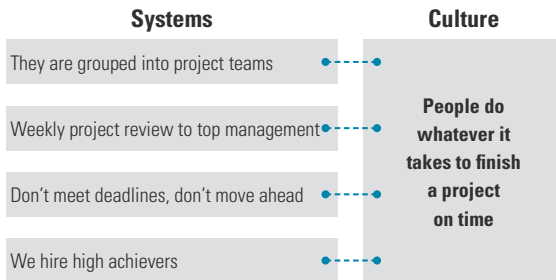 Systems
Culture
They are grouped into project teams
Weekly project review to top management
Don’t meet deadlines, don’t move ahead
We hire high achievers
People do
whatever it
takes to finish
a project
on time